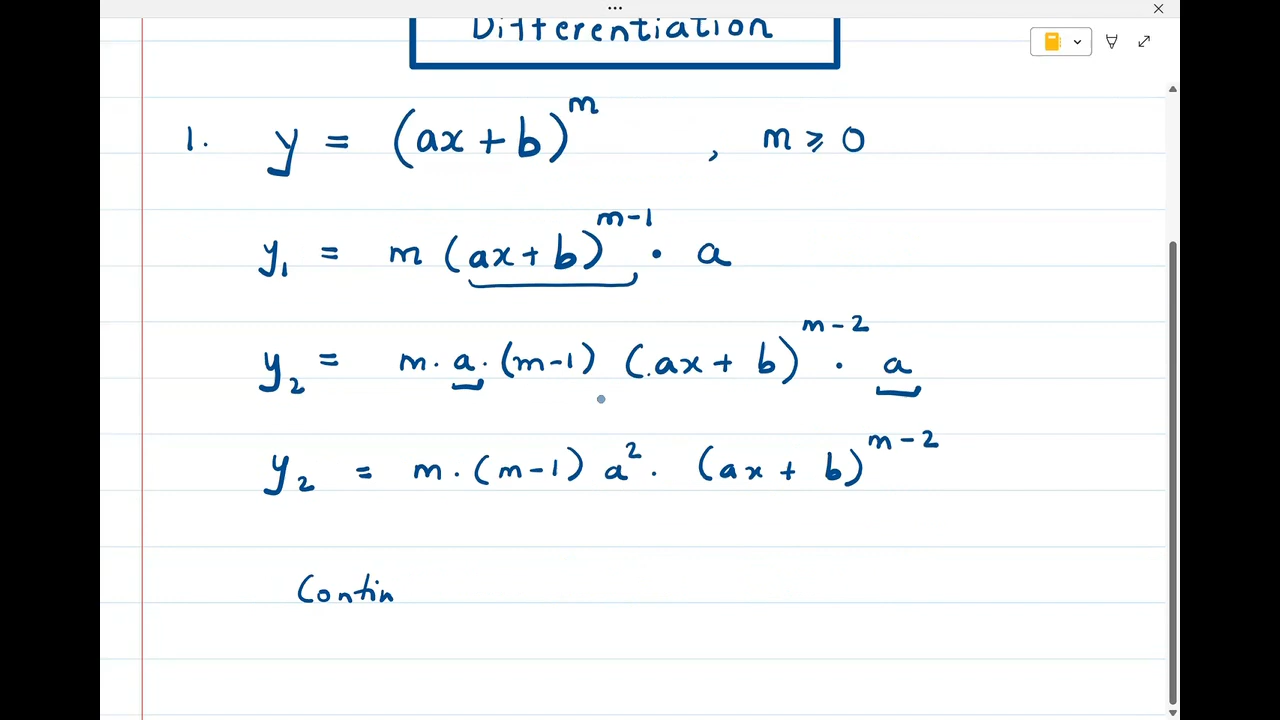 Differentiation
1. y = (ax + b)^m , m ⩾ 0
y₁ = m (ax + b)^{m-1} · a
y₂ = m · a · (m-1) (ax + b)^{m-2} · a
y₂ = m · (m-1) a² · (ax + b)^{m-2}
Contin